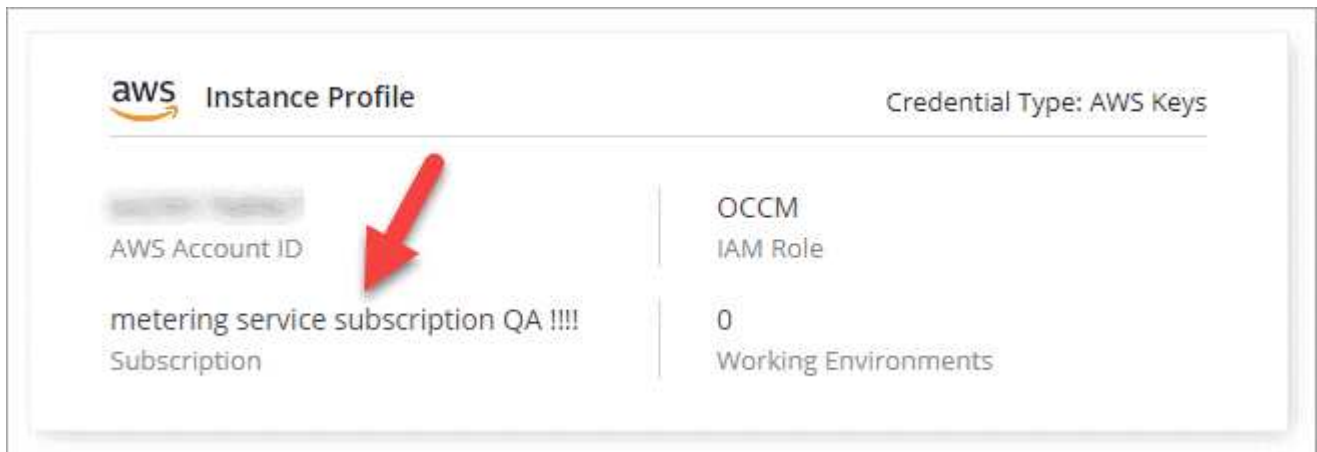 aws Instance Profile Credential Type: AWS Keys
AWS Account ID
OCCM
IAM Role
metering service subscription QA !!!!
Subscription
0
Working Environments